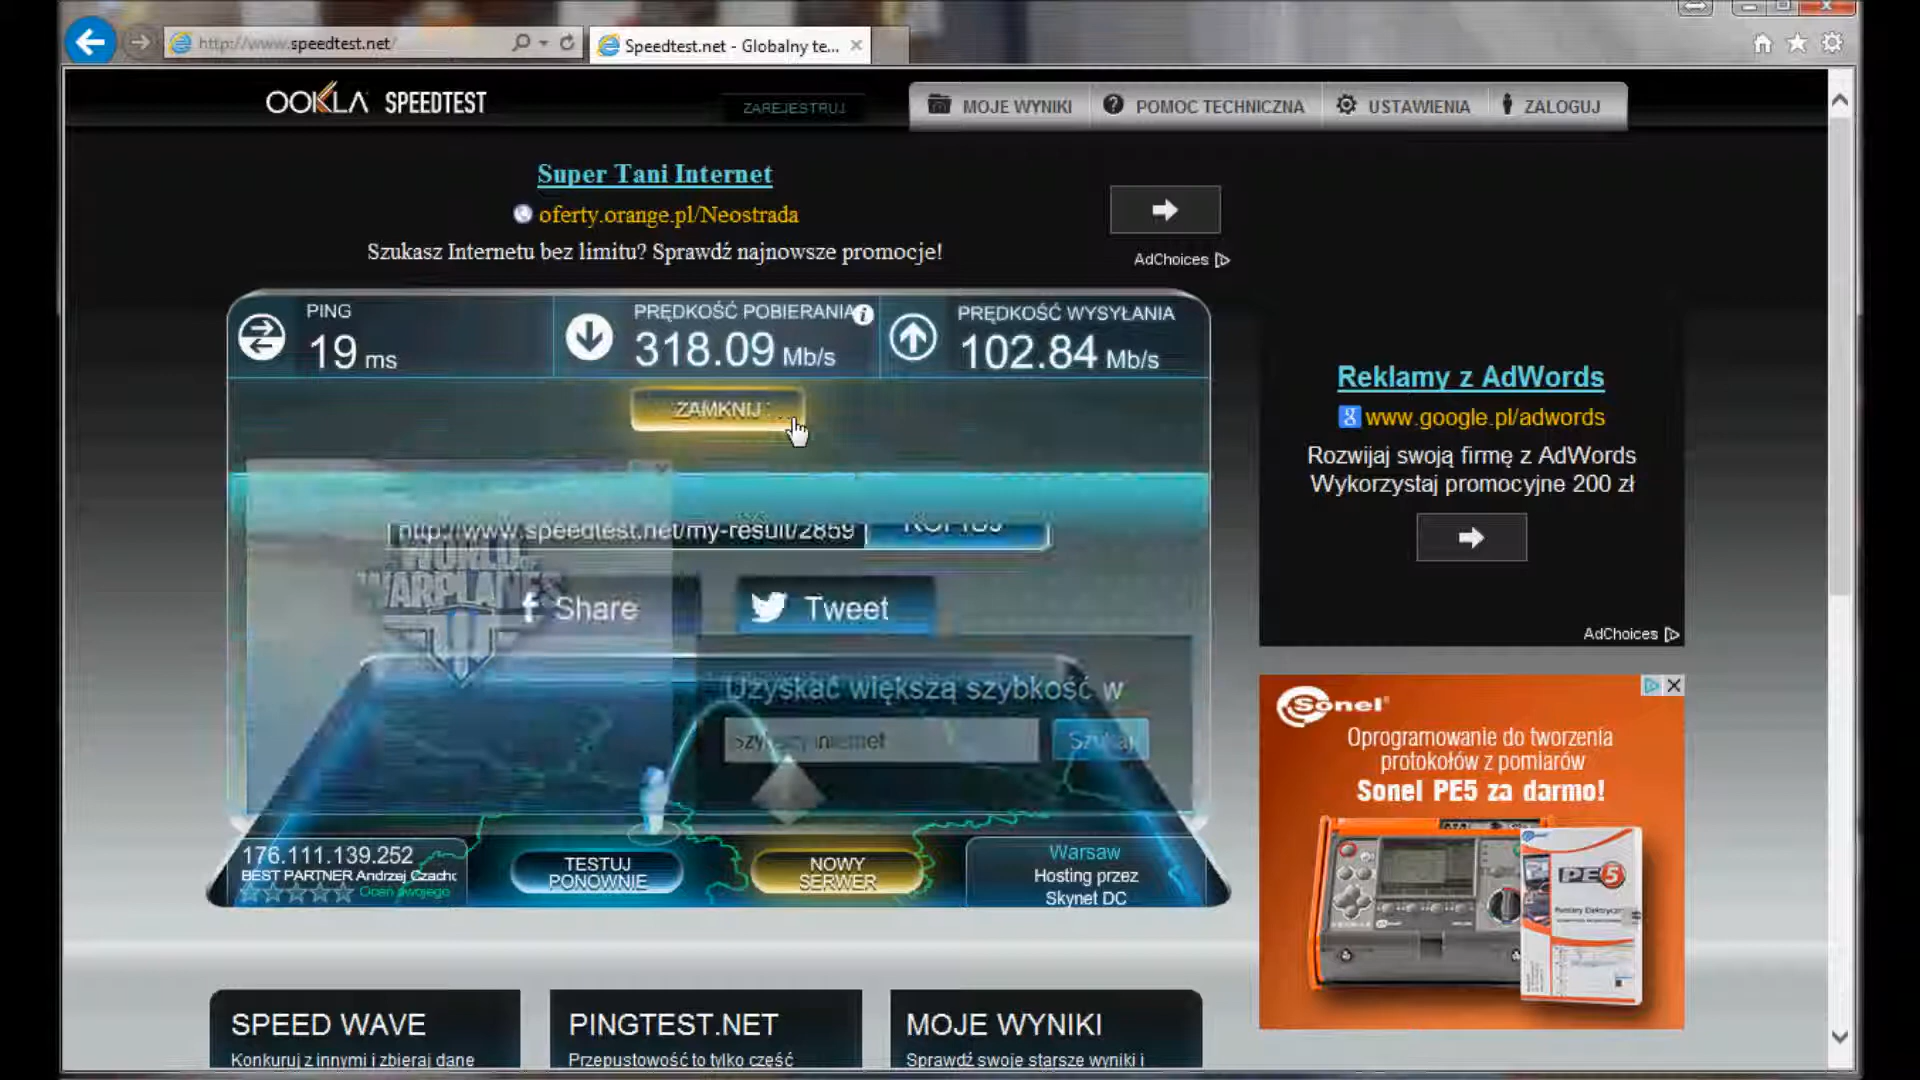 http://www.speedtest.net/
Speedtest.net - Globalny te...
OOKLA SPEEDTEST
ZAREJESTRUJ
MOJE WYNIKI
POMOC TECHNICZNA
USTAWIENIA
ZALOGUJ
Super Tani Internet
oferty.orange.pl/Neostrada
Szukasz Internetu bez limitu? Sprawdź najnowsze promocje!
AdChoices
PING
19 ms
PRĘDKOŚĆ POBIERANIA
318.09 Mb/s
PRĘDKOŚĆ WYSYŁANIA
102.84 Mb/s
ZAMKNIJ
http://www.speedtest.net/my-result/2859
KOPIUJ
WORLD OF
WARPLANES
Share
Tweet
Uzyskać większą szybkość w
internet
Szukaj
176.111.139.252
BEST PARTNER Andrzej Czacho
Oceń swojego
TESTUJ
PONOWNIE
NOWY
SERWER
Warsaw
Hosting przez
Skynet DC
Reklamy z AdWords
www.google.pl/adwords
Rozwijaj swoją firmę z AdWords
Wykorzystaj promocyjne 200 zł
AdChoices
Sonel
Oprogramowanie do tworzenia
protokołów z pomiarów
Sonel PE5 za darmo!
PE5
SPEED WAVE
Konkuruj z innymi i zbieraj dane
PINGTEST.NET
Przepustowość to tylko część
MOJE WYNIKI
Sprawdź swoje starsze wyniki i